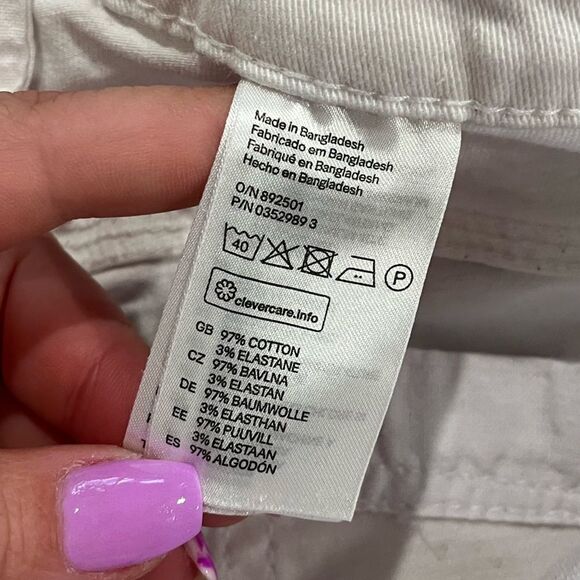 Made in Bangladesh
Fabricado em Bangladesh
Fabriqué en Bangladesh
Hecho en Bangladesh
O/N 892501
P/N 0352989 3
40 P
clevercare.info
GB 97% COTTON
3% ELASTANE
CZ 97% BAVLNA
3% ELASTAN
DE 97% BAUMWOLLE
3% ELASTHAN
EE 97% PUUVILL
3% ELASTAAN
ES 97% ALGODÓN